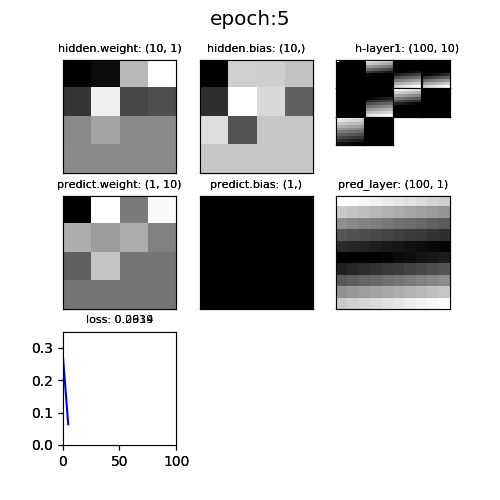 epoch:5
hidden.weight: (10, 1)
hidden.bias: (10,)
h-layer1: (100, 10)
predict.weight: (1, 10)
predict.bias: (1,)
pred_layer: (100, 1)
loss:
0.3
0.2
0.1
0.0
0 50 100